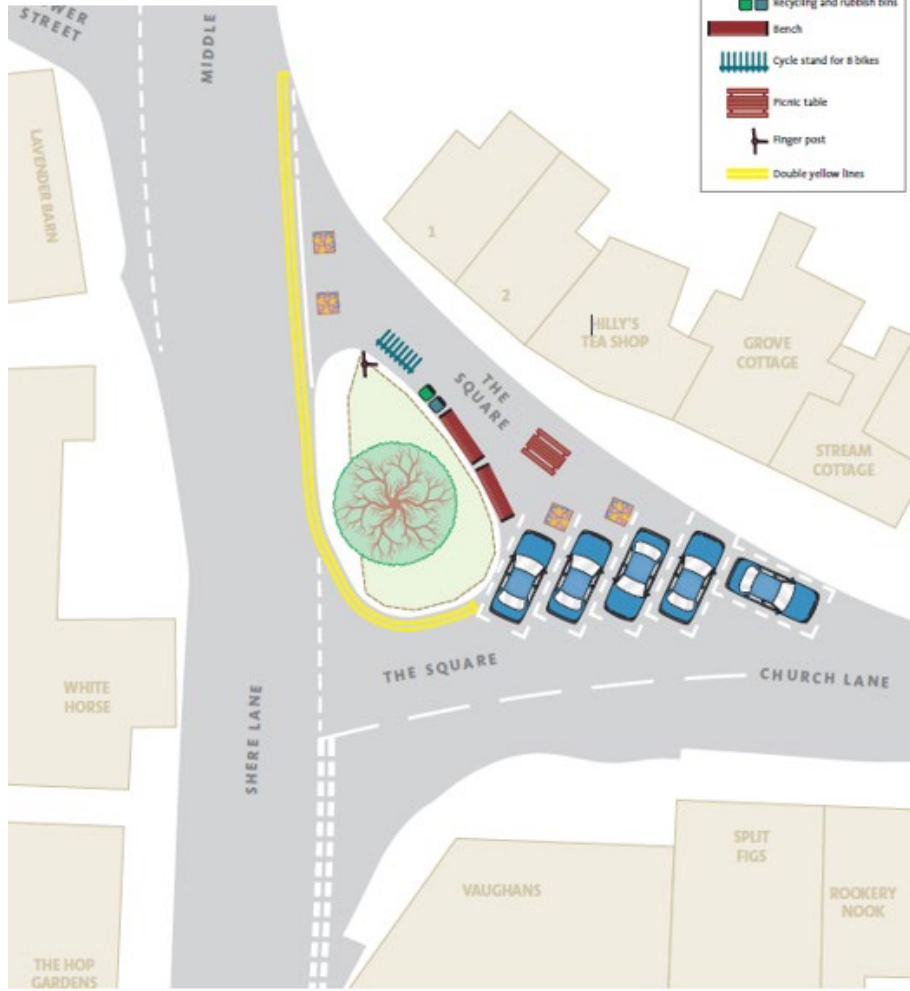 Recycling and rubbish bins
Bench
Cycle stand for 8 bikes
Picnic table
Finger post
Double yellow lines
STREET
MIDDLE
LAVENDER BARN
1
2
HILLY'S
TEA SHOP
GROVE
COTTAGE
STREAM
COTTAGE
THE
SQUARE
THE SQUARE
CHURCH LANE
WHITE
HORSE
SHERE LANE
SPLIT
FIGS
VAUGHANS
ROOKERY
NOOK
THE HOP
GARDENS